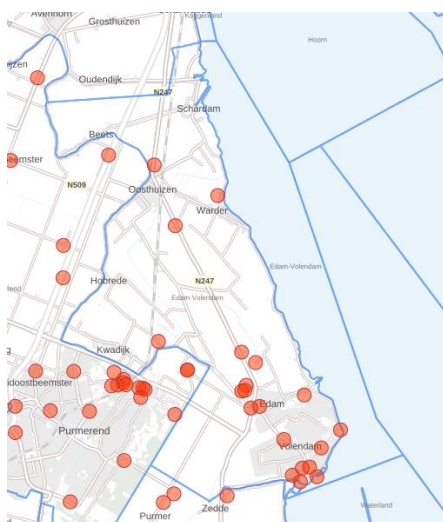 Avenhorn
Grosthuizen
Koggenland
Hoorn
Oudendijk
N247
Schardam
Beets
N509
Oosthuizen
Warder
Edam-Volendam
N247
Hobrede
Edam-Volendam
Kwadijk
Edam
Purmerend
Volendam
Purmer
Zedde
Waterland